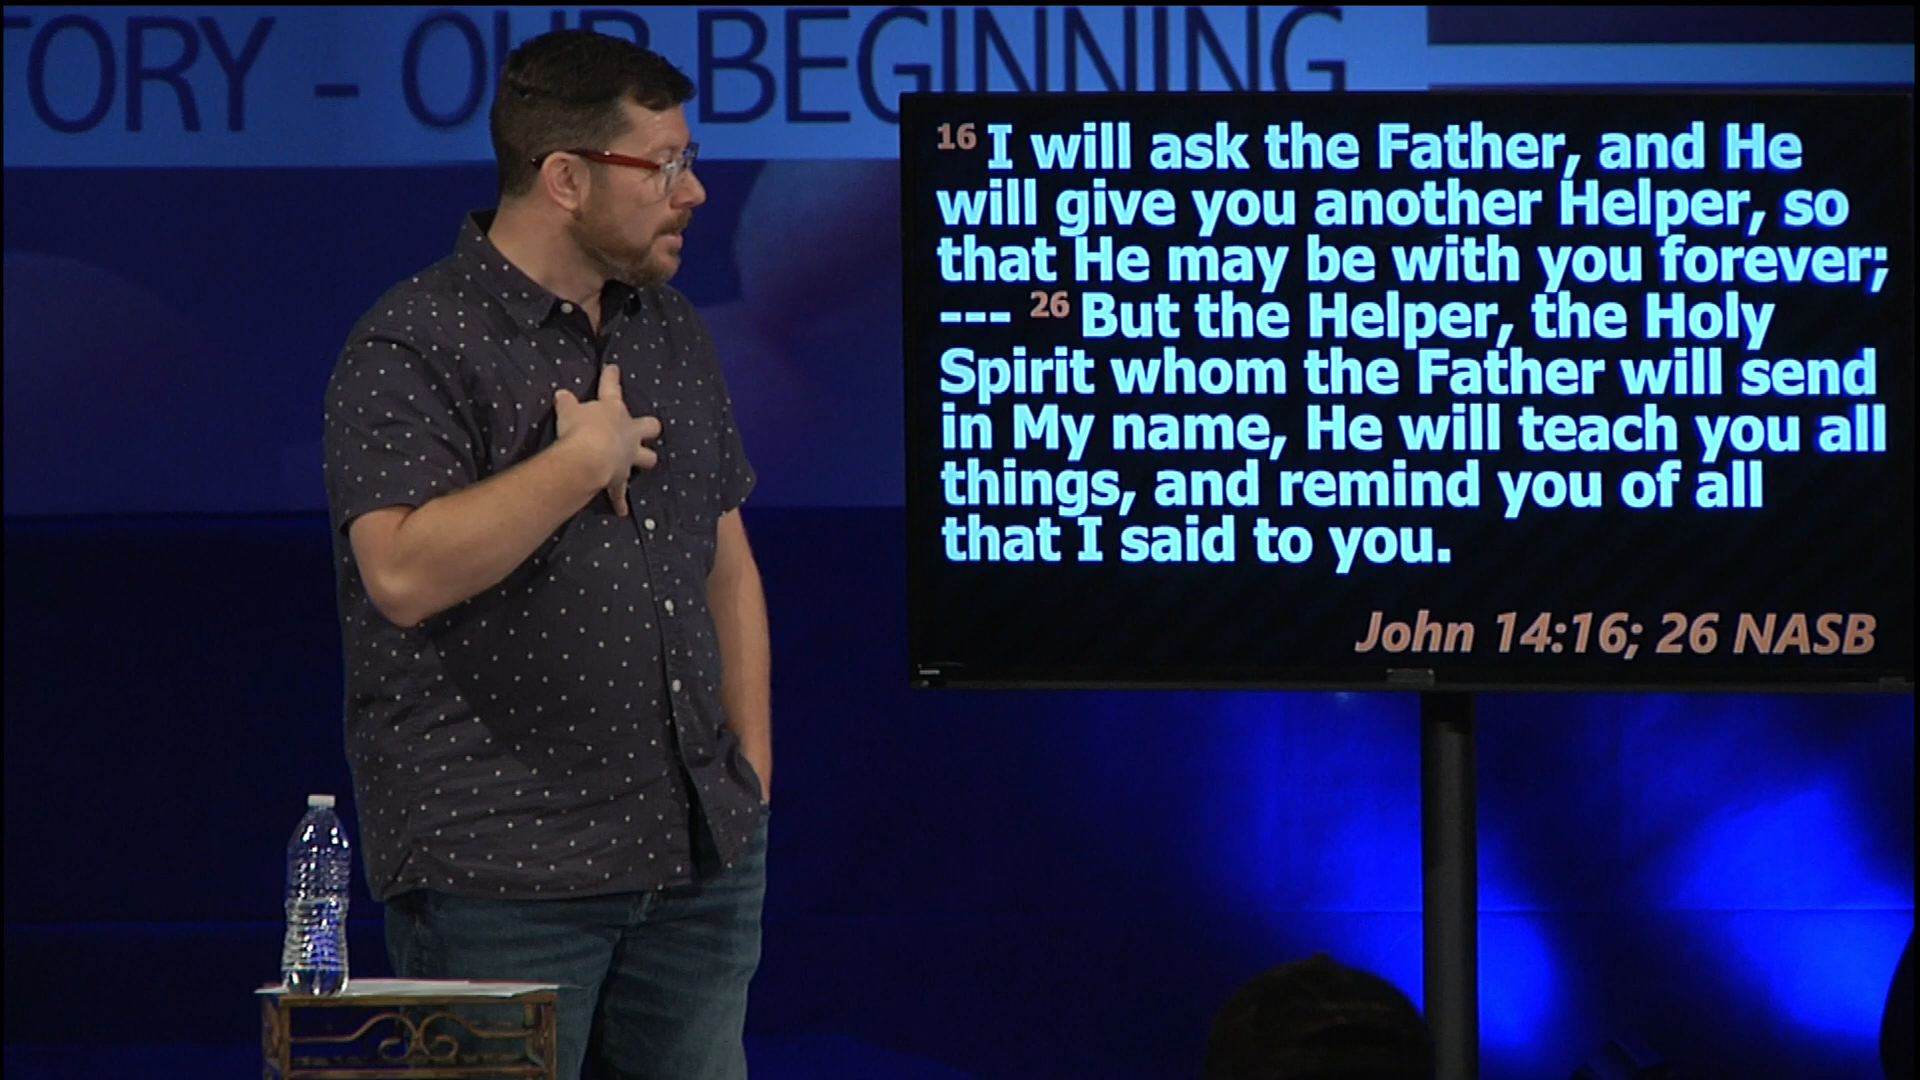 TORY - OUR BEGINNING
16 I will ask the Father, and He
will give you another Helper, so
that He may be with you forever;
--- 26 But the Helper, the Holy
Spirit whom the Father will send
in My name, He will teach you all
things, and remind you of all
that I said to you.
John 14:16; 26 NASB